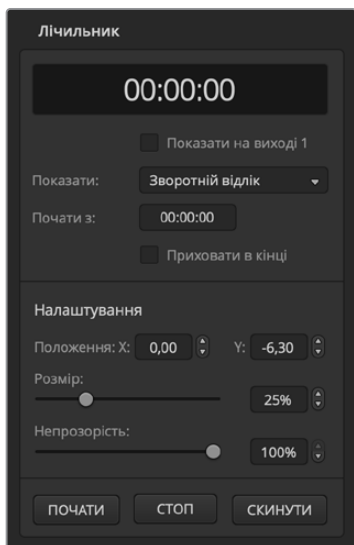 Лічильник
00:00:00
Показати на виході 1
Показати: Зворотній відлік
Почати з: 00:00:00
Приховати в кінці
Налаштування
Положення: X: 0,00 Y: -6,30
Розмір:
25%
Непрозорість:
100%
ПОЧАТИ СТОП СКИНУТИ